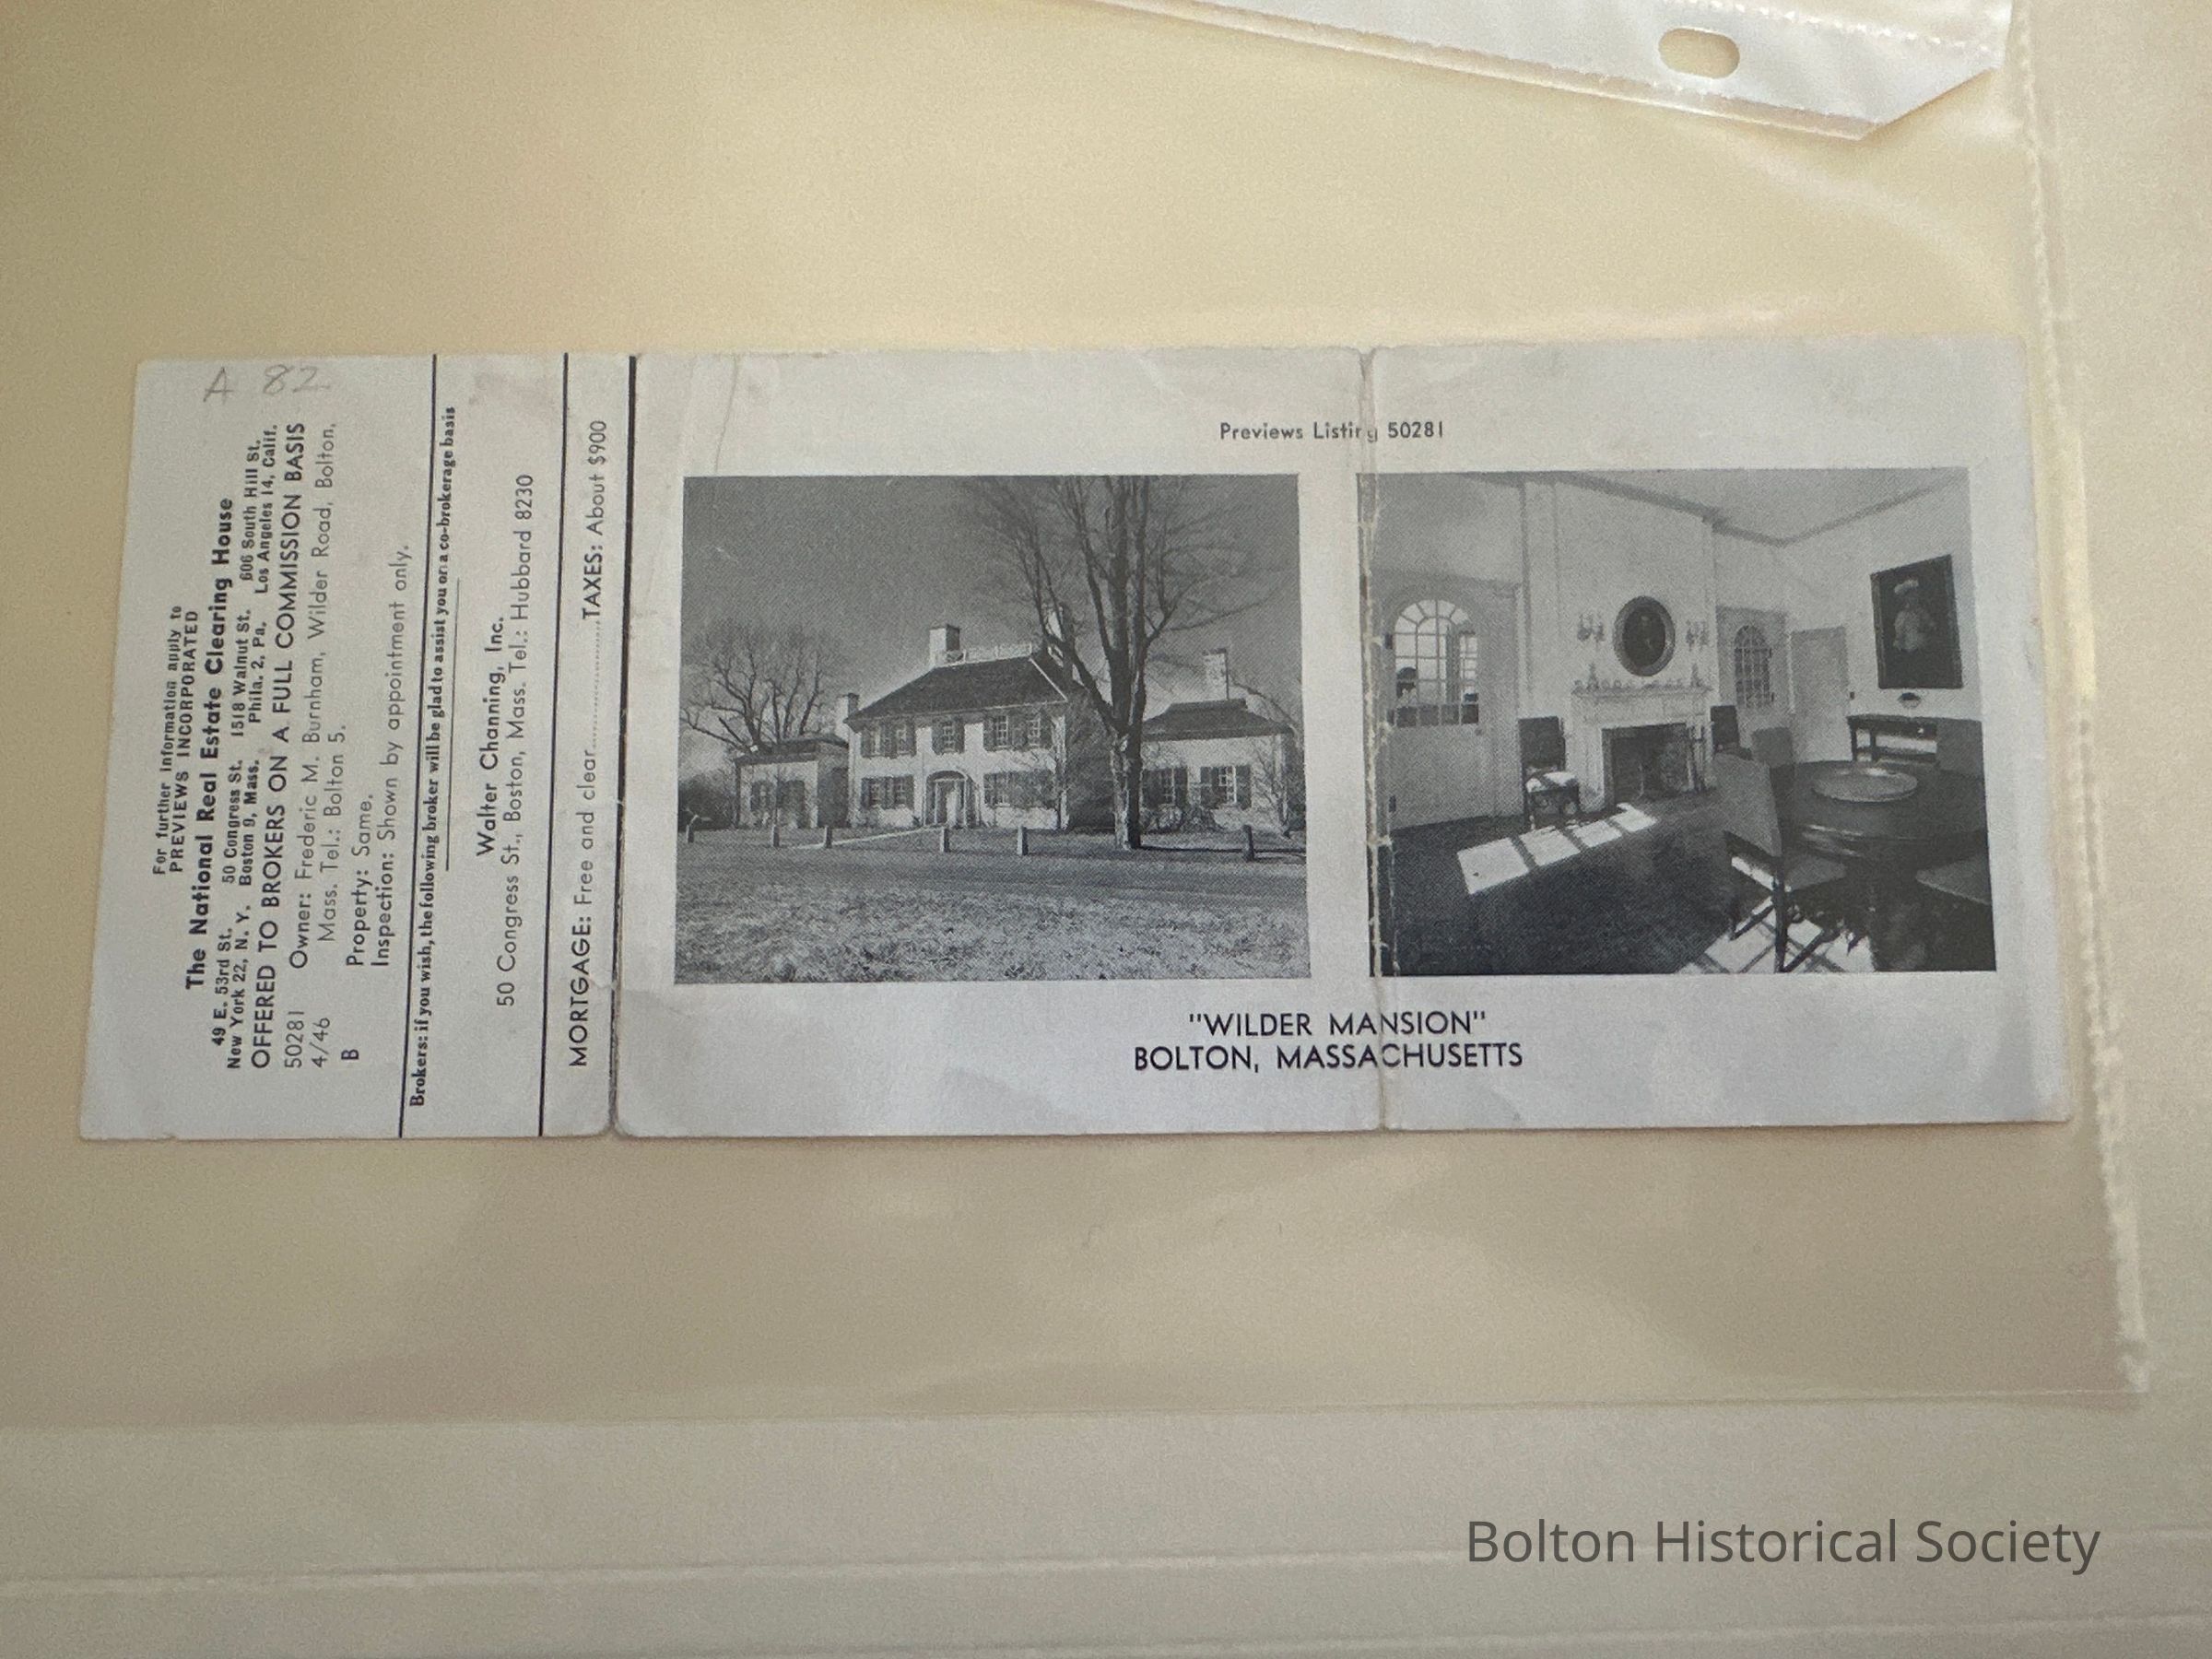 A 82
For further information apply to
PREVIEWS INCORPORATED
The National Real Estate Clearing House
49 E. 53rd St. 50 Congress St. 1518 Walnut St. 606 South Hill St.
New York 22, N. Y. Boston 9, Mass. Phila. 2, Pa. Los Angeles 14, Calif.
OFFERED TO BROKERS ON A FULL COMMISSION BASIS
50281 Owner: Frederic M. Burnham, Wilder Road, Bolton,
4/46 Mass. Tel.: Bolton 5.
B Property: Same.
Inspection: Shown by appointment only.
Brokers: if you wish, the following broker will be glad to assist you on a co-brokerage basis
Walter Channing, Inc.
50 Congress St., Boston, Mass. Tel.: Hubbard 8230
MORTGAGE: Free and clear..................TAXES: About $900
Previews Listing 50281
"WILDER MANSION"
BOLTON, MASSACHUSETTS
Bolton Historical Society